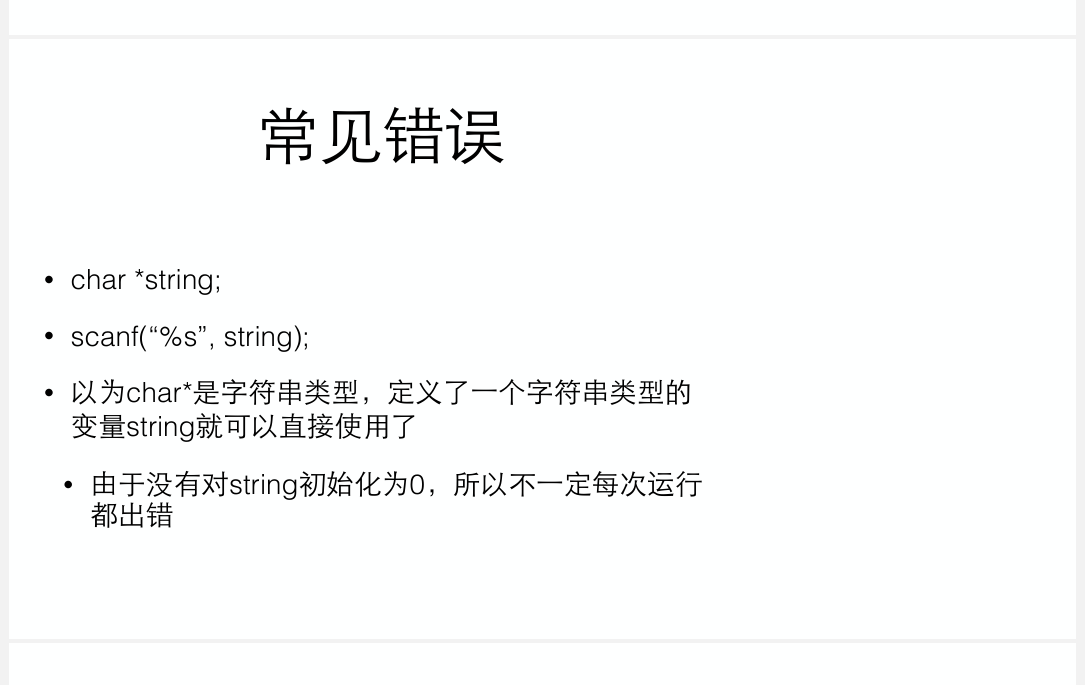 常见错误
• char *string;
• scanf(“%s”, string);
• 以为char*是字符串类型，定义了一个字符串类型的
变量string就可以直接使用了
• 由于没有对string初始化为0，所以不一定每次运行
都出错